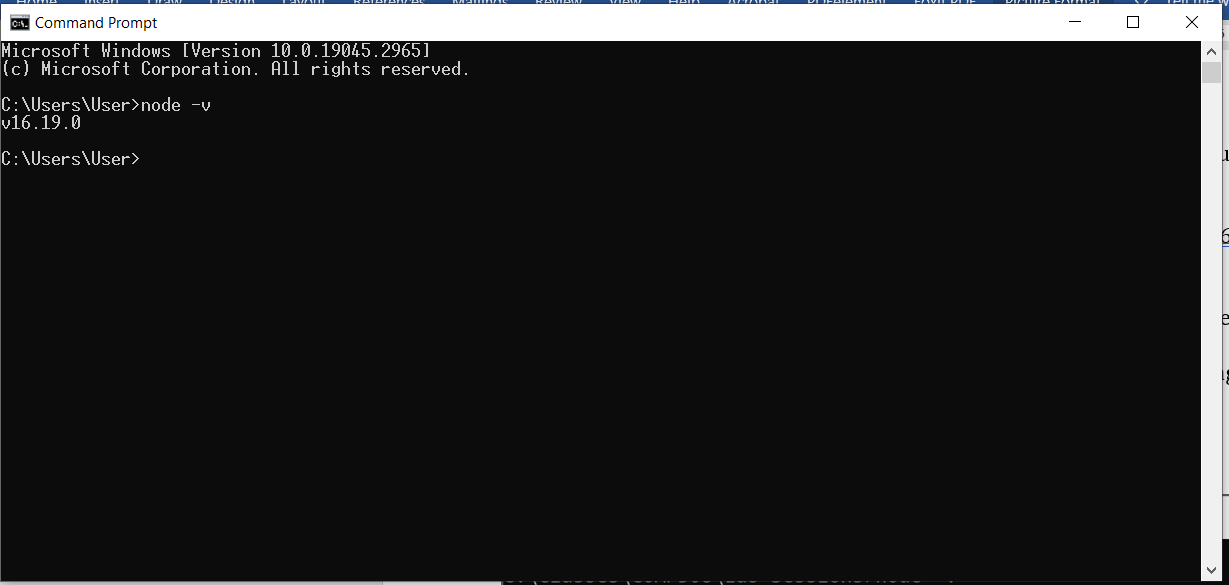 Command Prompt
Microsoft Windows [Version 10.0.19045.2965]
(c) Microsoft Corporation. All rights reserved.
C:\Users\User>node -v
v16.19.0
C:\Users\User>